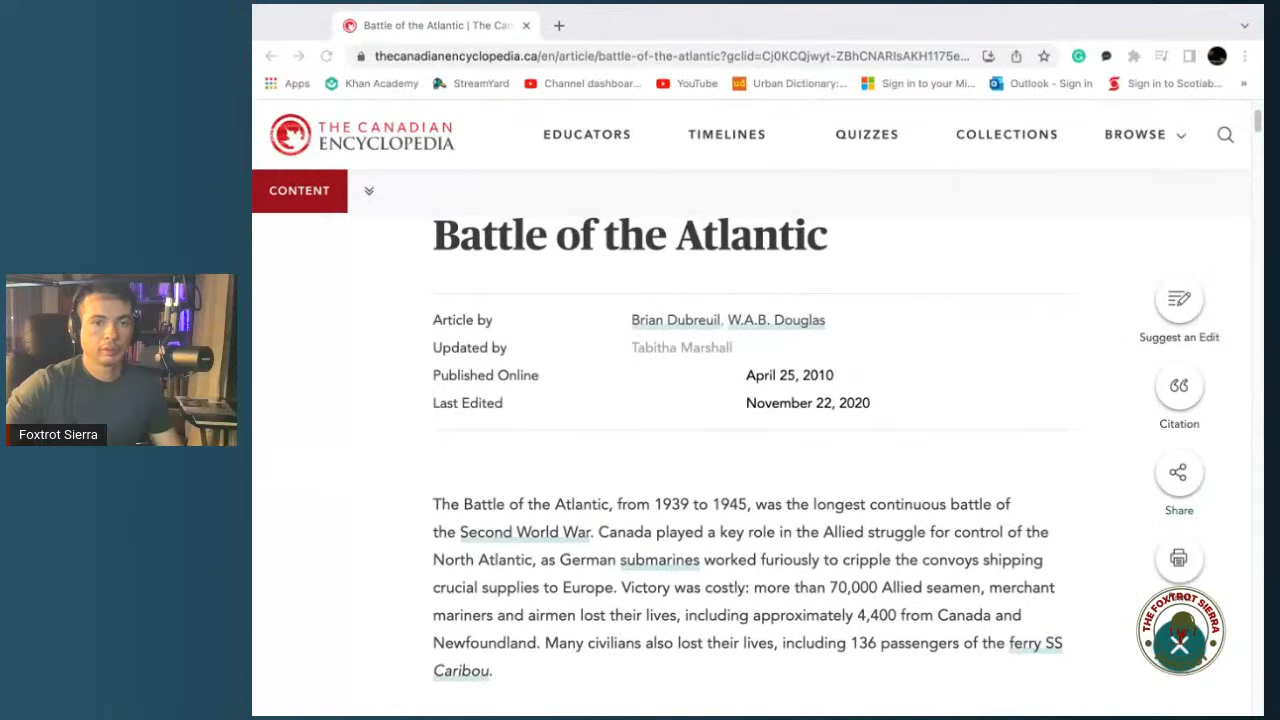 Battle of the Atlantic | The Can
thecanadianencyclopedia.ca/en/article/battle-of-the-atlantic?gclid=Cj0KCQjwyt-ZBhCNARIsAKH1175e...
Apps Khan Academy StreamYard Channel dashboar... YouTube Urban Dictionary:... Sign in to your Mi... Outlook - Sign in Sign in to Scotiab... »
THE CANADIAN
ENCYCLOPEDIA
EDUCATORS TIMELINES QUIZZES COLLECTIONS BROWSE
CONTENT
Battle of the Atlantic
Article by Brian Dubreuil, W.A.B. Douglas
Updated by Tabitha Marshall
Published Online April 25, 2010
Last Edited November 22, 2020
Suggest an Edit
Citation
Share
The Battle of the Atlantic, from 1939 to 1945, was the longest continuous battle of
the Second World War. Canada played a key role in the Allied struggle for control of the
North Atlantic, as German submarines worked furiously to cripple the convoys shipping
crucial supplies to Europe. Victory was costly: more than 70,000 Allied seamen, merchant
mariners and airmen lost their lives, including approximately 4,400 from Canada and
Newfoundland. Many civilians also lost their lives, including 136 passengers of the ferry SS
Caribou.
Foxtrot Sierra
THE FOXTROT SIERRA